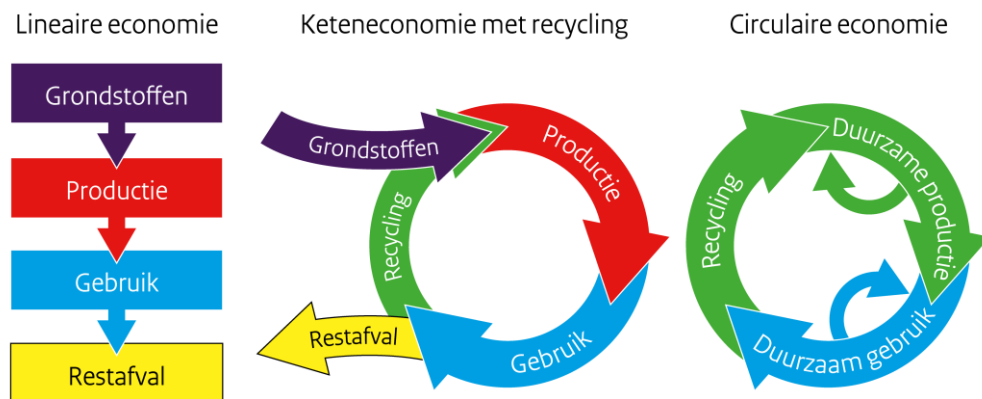 Lineaire economie
Keteneconomie met recycling
Circulaire economie
Grondstoffen
Productie
Gebruik
Restafval
Grondstoffen
Productie
Recycling
Gebruik
Restafval
Duurzame productie
Recycling
Duurzaam gebruik